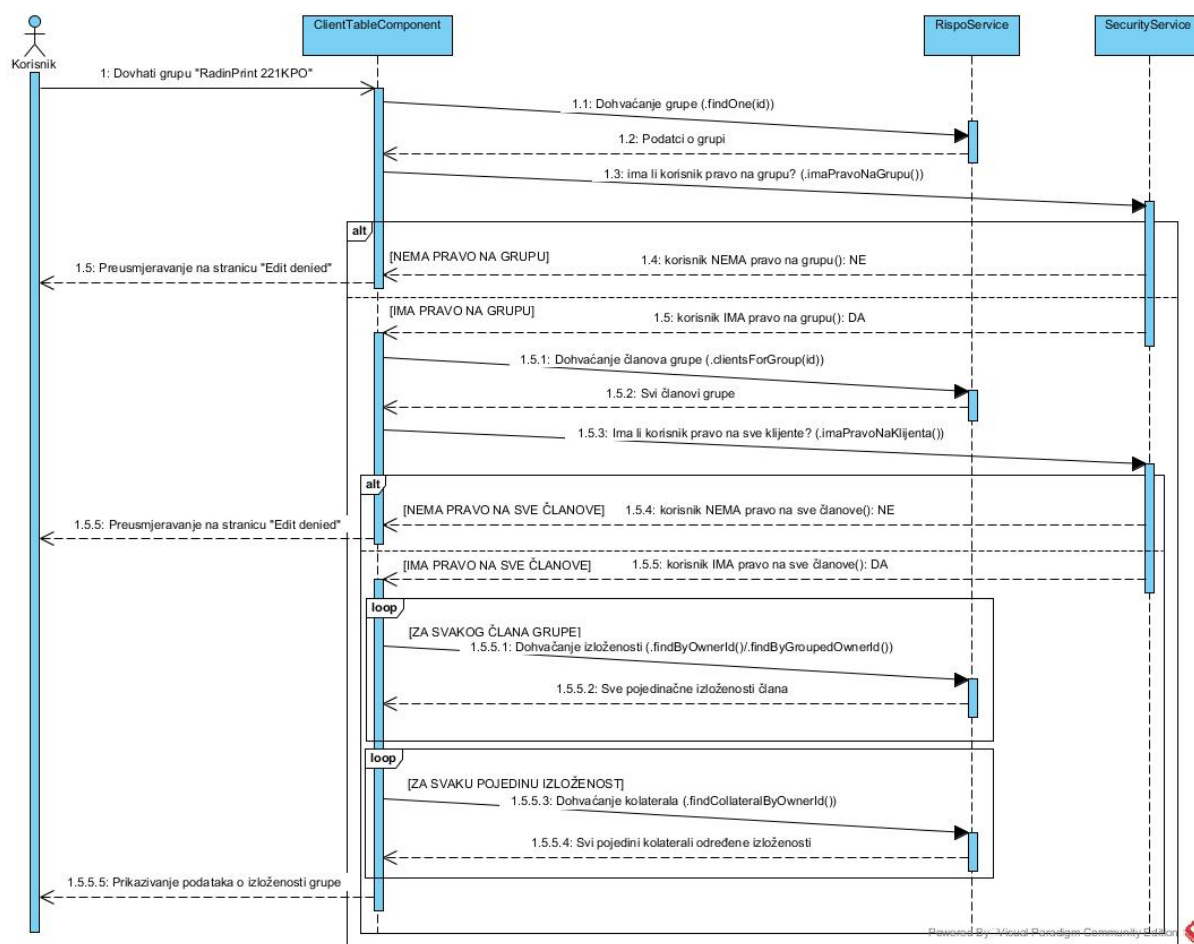 ClientTableComponent
RispoService
SecurityService
Korisnik
1: Dovhati grupu "RadinPrint 221KPO"
1.1: Dohvaćanje grupe (.findOne(id))
1.2: Podatci o grupi
1.3: ima li korisnik pravo na grupu? (.imaPravoNaGrupu())
alt
[NEMA PRAVO NA GRUPU]
1.4: korisnik NEMA pravo na grupu(): NE
1.5: Preusmjeravanje na stranicu "Edit denied"
[IMA PRAVO NA GRUPU]
1.5: korisnik IMA pravo na grupu(): DA
1.5.1: Dohvaćanje članova grupe (.clientsForGroup(id))
1.5.2: Svi članovi grupe
1.5.3: Ima li korisnik pravo na sve klijente? (.imaPravoNaKlijenta())
alt
[NEMA PRAVO NA SVE ČLANOVE]
1.5.4: korisnik NEMA pravo na sve članove(): NE
1.5.5: Preusmjeravanje na stranicu "Edit denied"
[IMA PRAVO NA SVE ČLANOVE]
1.5.5: korisnik IMA pravo na sve članove(): DA
loop
[ZA SVAKOG ČLANA GRUPE]
1.5.5.1: Dohvačanje izloženosti (.findByOwnerId()/.findByGroupedOwnerId())
1.5.5.2: Sve pojedinačne izloženosti člana
loop
[ZA SVAKU POJEDINU IZLOŽENOST]
1.5.5.3: Dohvaćanje kolaterala (.findCollateralByOwnerId())
1.5.5.4: Svi pojedini kolaterali određene izloženosti
1.5.5.5: Prikazivanje podataka o izloženosti grupe
Powered By Visual Paradigm Community Edition